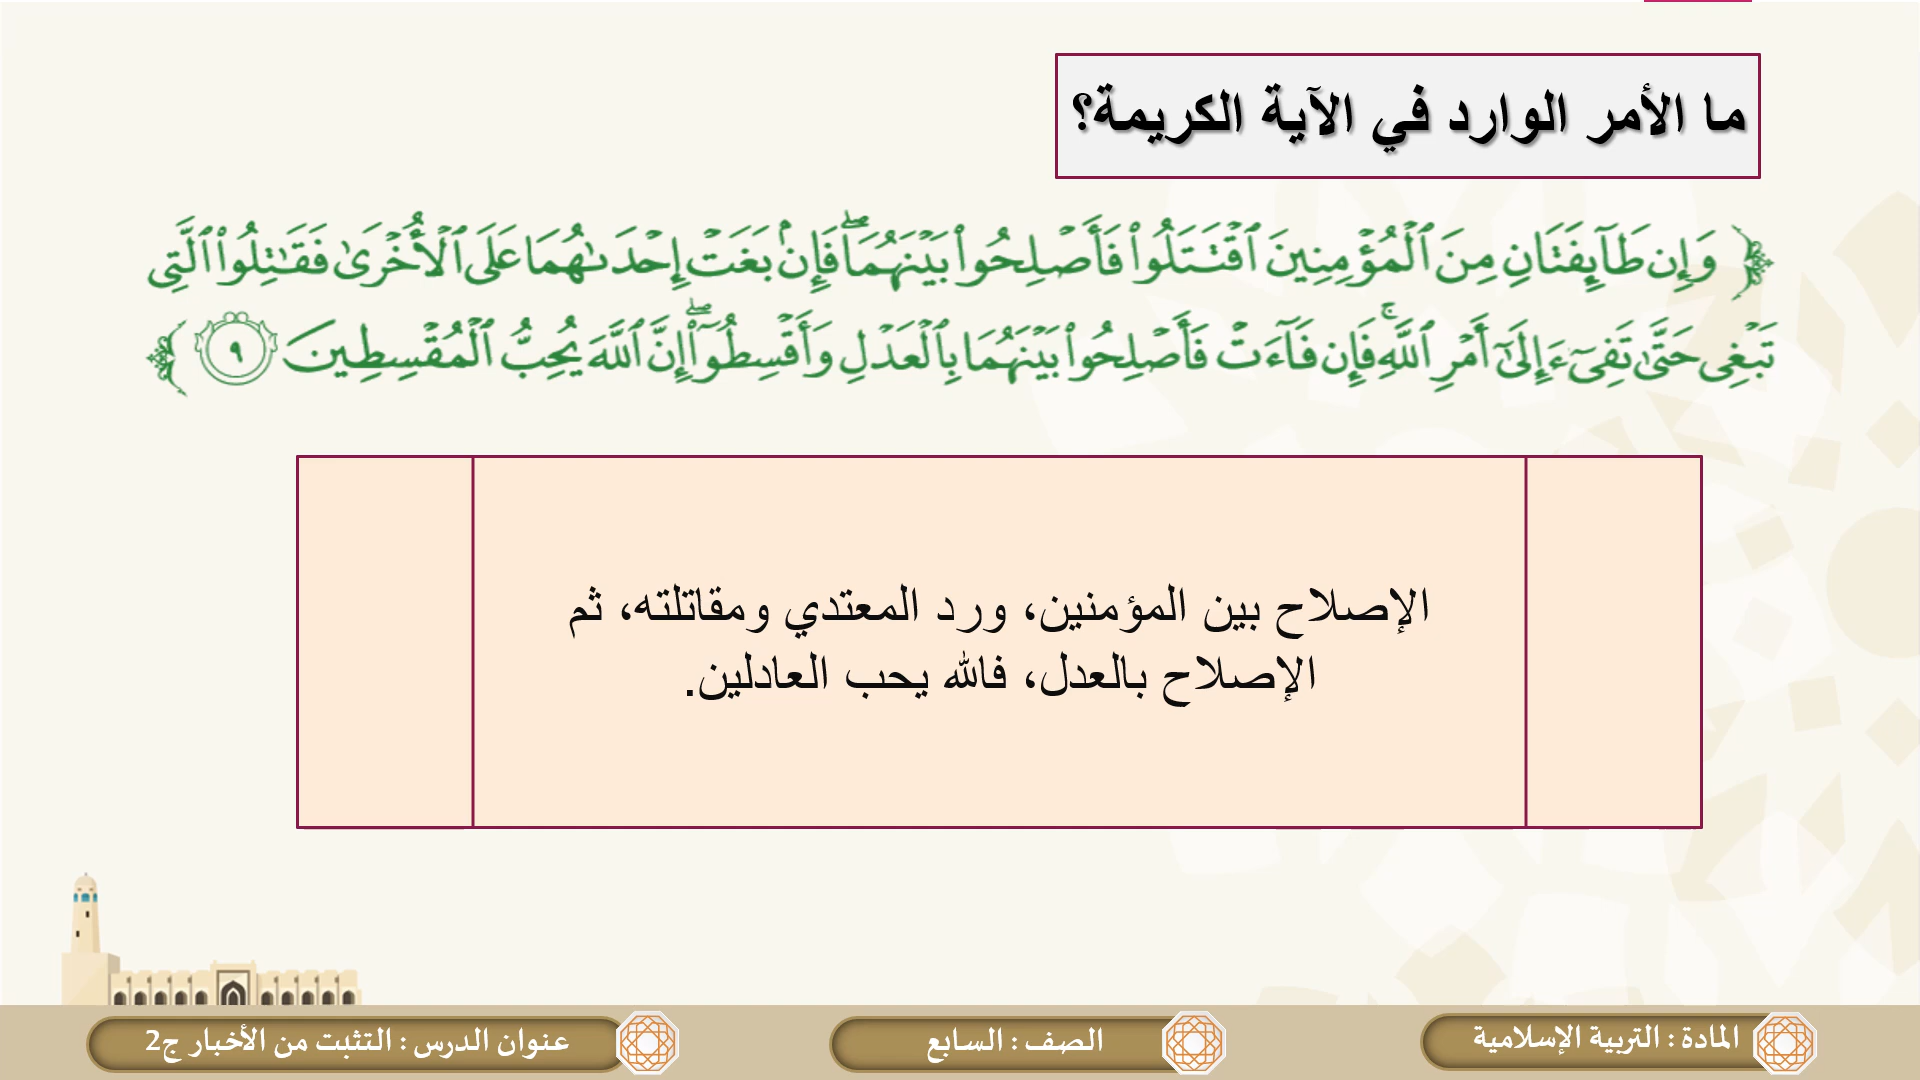 ما الأمر الوارد في الآية الكريمة؟
﴿ وَإِن طَآئِفَتَانِ مِنَ ٱلْمُؤْمِنِينَ ٱقْتَتَلُوا۟ فَأَصْلِحُوا۟ بَيْنَهُمَا ۖ فَإِنۢ بَغَتْ إِحْدَىٰهُمَا عَلَى ٱلْأُخْرَىٰ فَقَـٰتِلُوا۟ ٱلَّتِى
تَبْغِى حَتَّىٰ تَفِىٓءَ إِلَىٰٓ أَمْرِ ٱللَّهِ ۚ فَإِن فَآءَتْ فَأَصْلِحُوا۟ بَيْنَهُمَا بِٱلْعَدْلِ وَأَقْسِطُوٓا۟ ۖ إِنَّ ٱللَّهَ يُحِبُّ ٱلْمُقْسِطِينَ ٩ ﴾
الإصلاح بين المؤمنين، ورد المعتدي ومقاتلته، ثم
الإصلاح بالعدل، فالله يحب العادلين.
المادة : التربية الإسلامية
الصف : السابع
عنوان الدرس : التثبت من الأخبار ج2